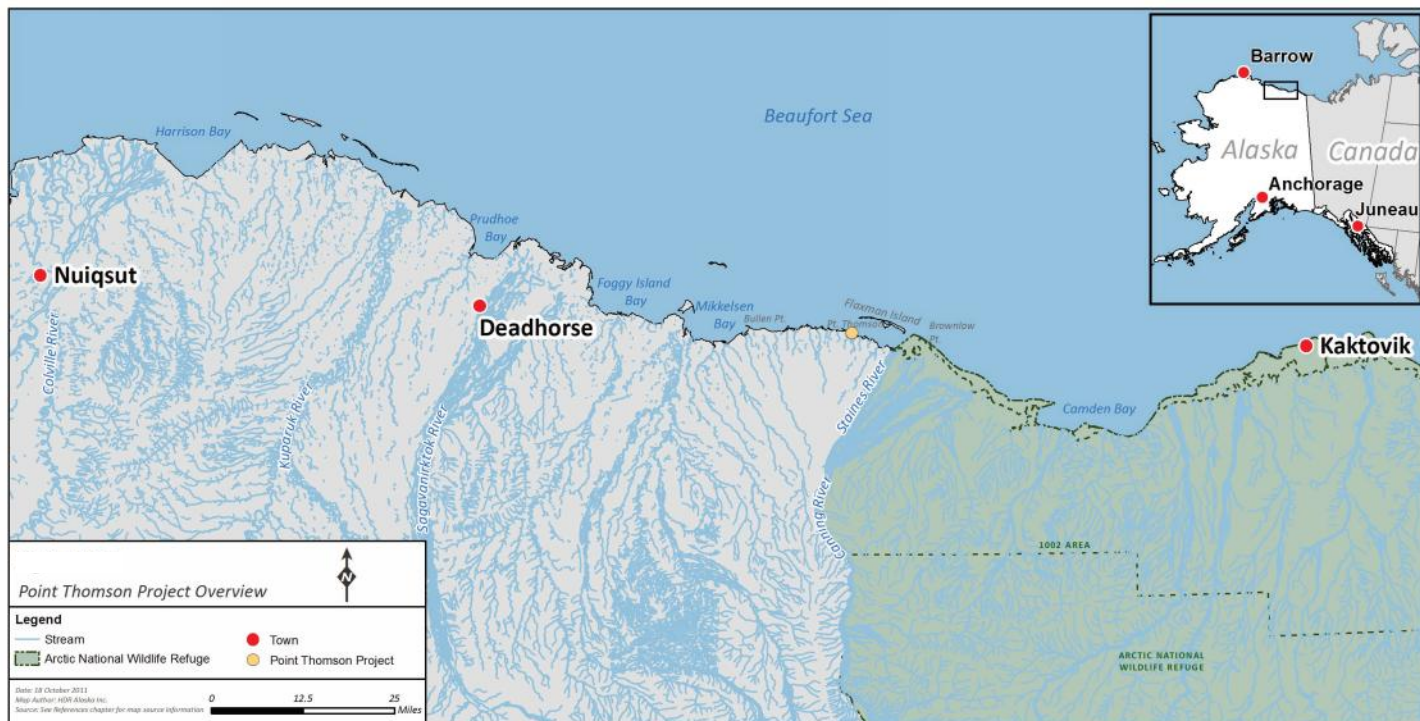 Beaufort Sea
Harrison Bay
Prudhoe
Bay
Foggy Island
Bay
Mikkelsen
Bay
Bullen Pt.
Pt. Thomson
Flaxman Island
Brownlow
Pt.
Camden Bay
Nuiqsut
Deadhorse
Kaktovik
Colville River
Kuparuk River
Sagavanirktok River
Staines River
Canning River
1002 AREA
ARCTIC NATIONAL
WILDLIFE REFUGE
Barrow
Alaska
Canada
Anchorage
Juneau
N
Point Thomson Project Overview
Legend
Stream
Town
Arctic National Wildlife Refuge
Point Thomson Project
Date: 18 October 2011
Map Author: HDR Alaska Inc.
Source: See References chapter for map source information
0 12.5 25
Miles